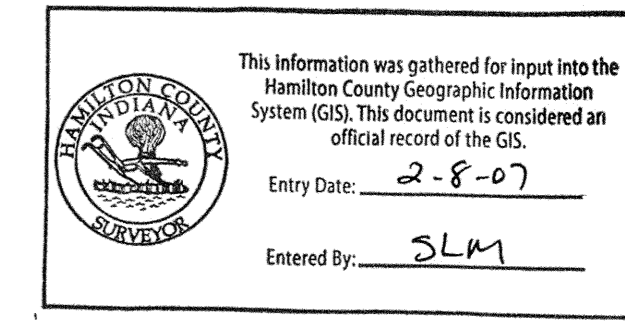 HAMILTON COUNTY
INDIANA
SURVEYOR
This information was gathered for input into the
Hamilton County Geographic Information
System (GIS). This document is considered an
official record of the GIS.
Entry Date: 2-8-07
Entered By: SLM